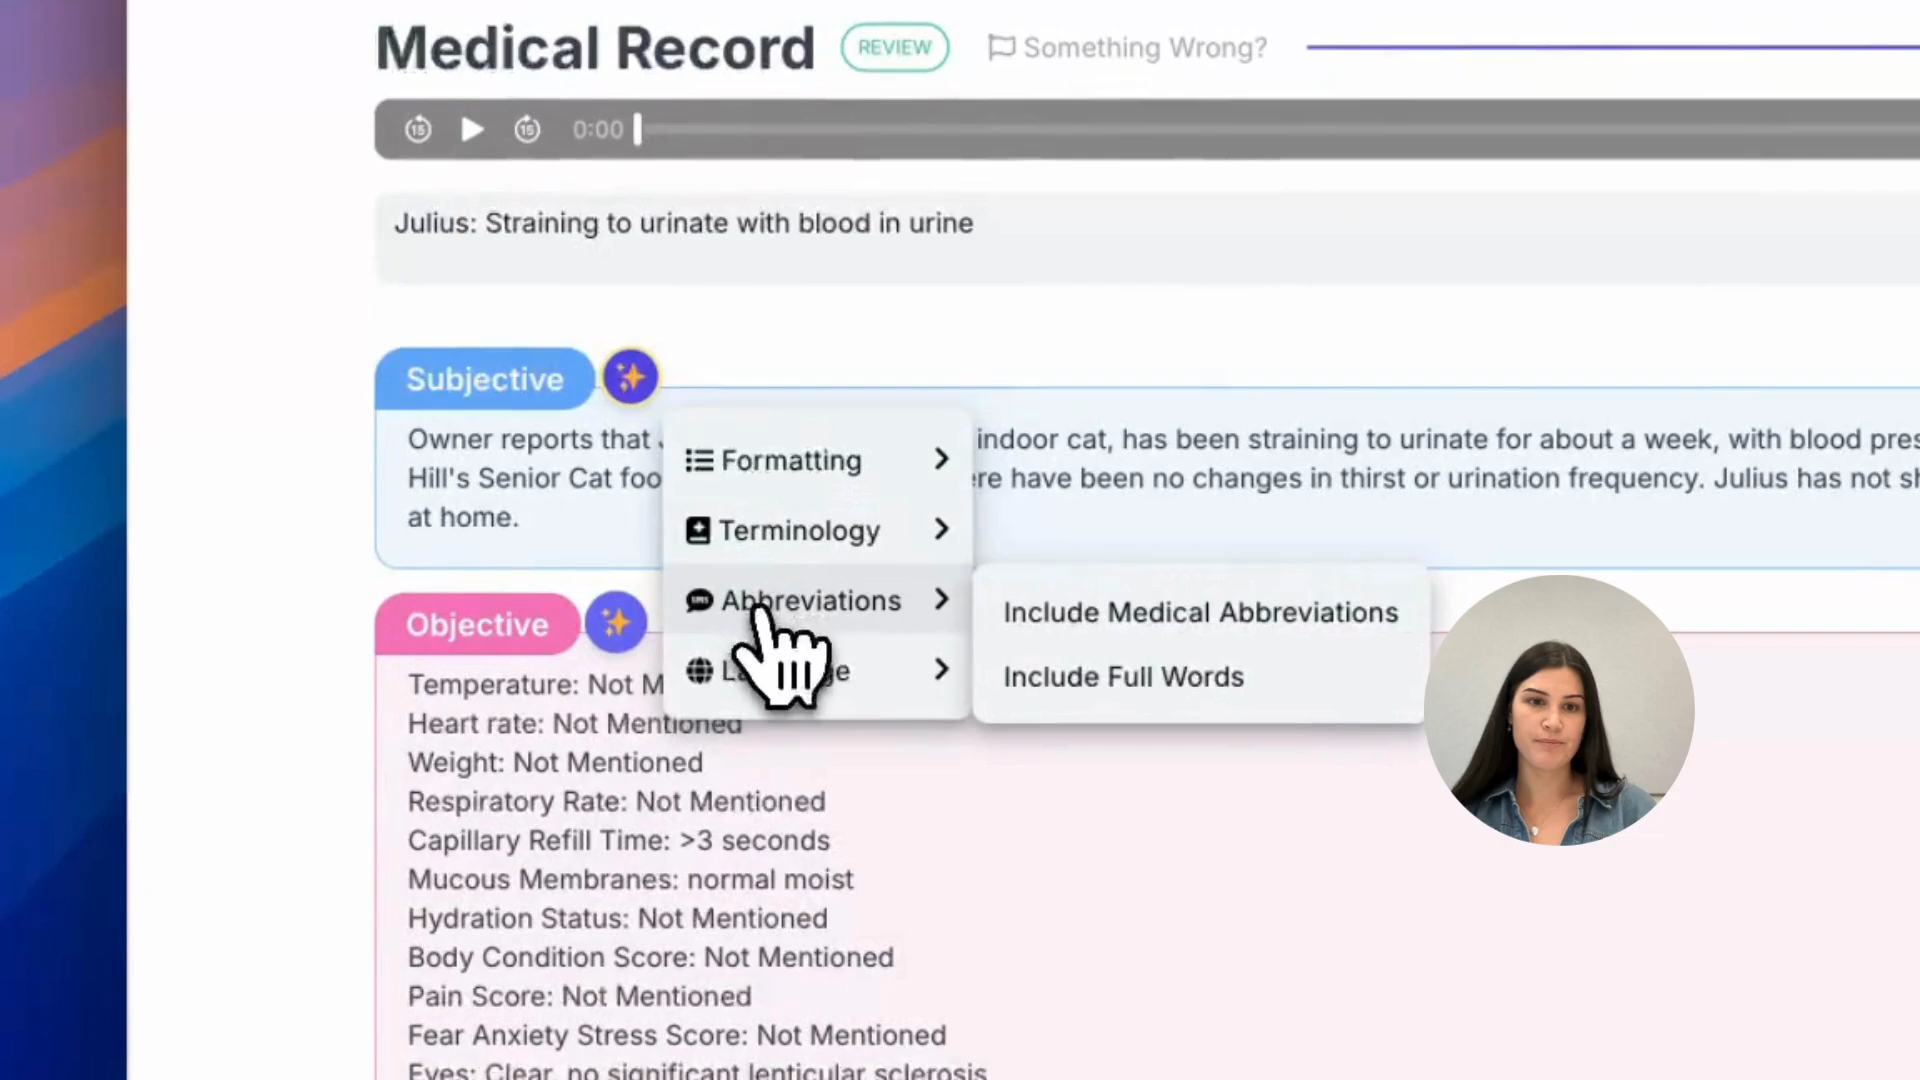 Medical Record REVIEW Something Wrong?
15 15 0:00
Julius: Straining to urinate with blood in urine
Subjective
Owner reports that indoor cat, has been straining to urinate for about a week, with blood
Hill's Senior Cat have been no changes in thirst or urination frequency. Julius has not
at home.
Formatting
Terminology
Abbreviations
Include Medical Abbreviations
Include Full Words
Objective
Temperature: Not
Heart rate: Not Mentioned
Weight: Not Mentioned
Respiratory Rate: Not Mentioned
Capillary Refill Time: >3 seconds
Mucous Membranes: normal moist
Hydration Status: Not Mentioned
Body Condition Score: Not Mentioned
Pain Score: Not Mentioned
Fear Anxiety Stress Score: Not Mentioned
Eyes: Clear, no significant lenticular sclerosis